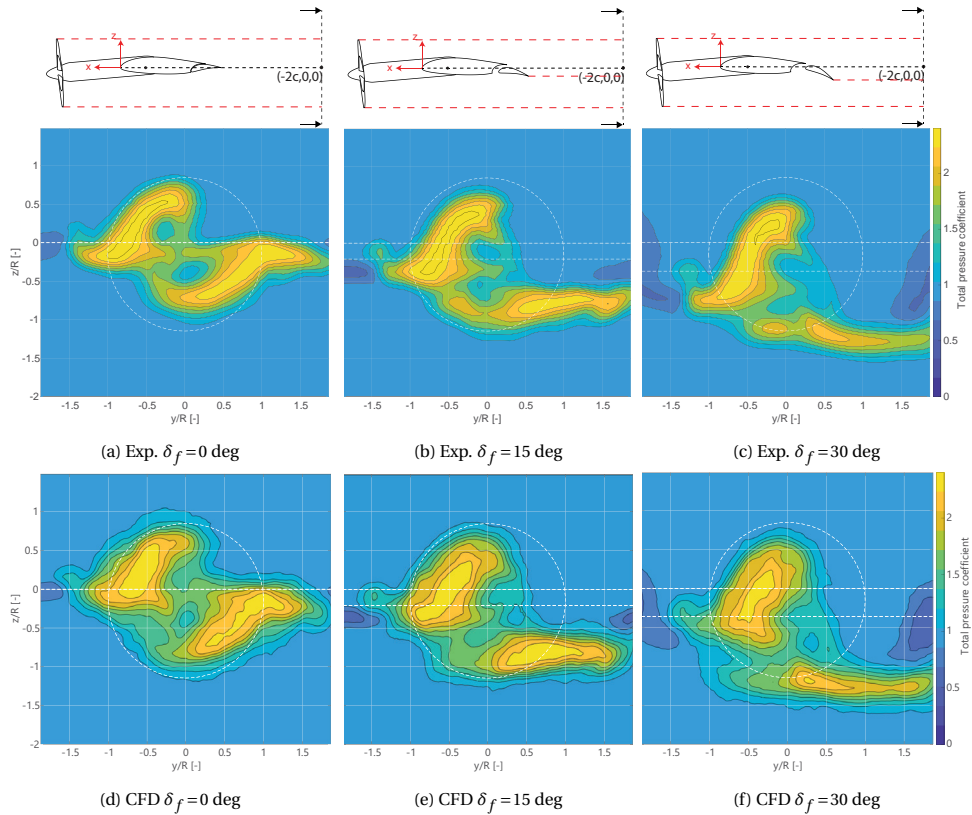 z z z
x x x
(-2c,0,0) (-2c,0,0) (-2c,0,0)
1
0.5
0
-0.5
-1
-1.5
-2
z/R [-]
-1.5 -1 -0.5 0 0.5 1 1.5
y/R [-]
-1.5 -1 -0.5 0 0.5 1 1.5
y/R [-]
-1.5 -1 -0.5 0 0.5 1 1.5
y/R [-]
2
1.5
1
0.5
0
Total pressure coefficient
(a) Exp. δf = 0 deg
(b) Exp. δf = 15 deg
(c) Exp. δf = 30 deg
1
0.5
0
-0.5
-1
-1.5
-2
z/R [-]
-1.5 -1 -0.5 0 0.5 1 1.5
y/R [-]
-1.5 -1 -0.5 0 0.5 1 1.5
y/R [-]
-1.5 -1 -0.5 0 0.5 1 1.5
y/R [-]
2
1.5
1
0.5
0
Total pressure coefficient
(d) CFD δf = 0 deg
(e) CFD δf = 15 deg
(f) CFD δf = 30 deg